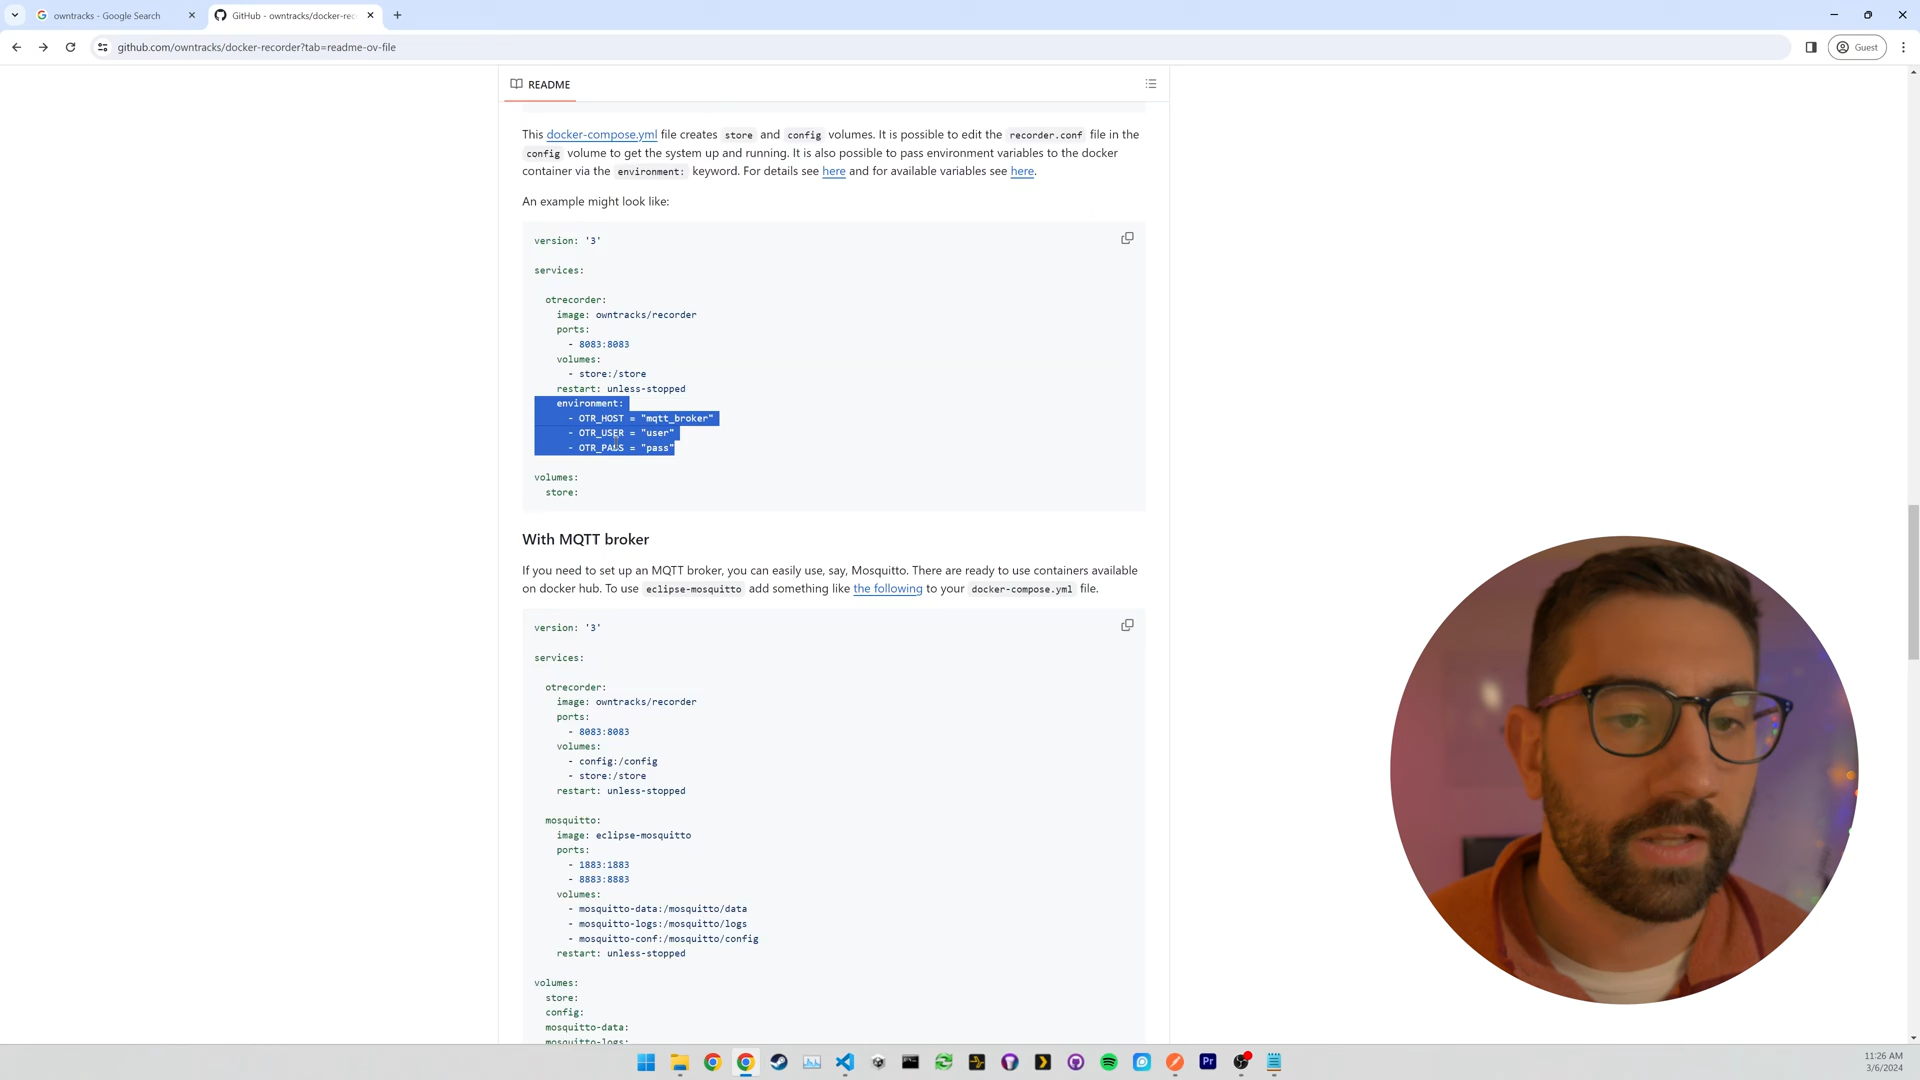 owntracks - Google Search
GitHub - owntracks/docker-rec
github.com/owntracks/docker-recorder?tab=readme-ov-file
Guest
README
This docker-compose.yml file creates store and config volumes. It is possible to edit the recorder.conf file in the
config volume to get the system up and running. It is also possible to pass environment variables to the docker
container via the environment: keyword. For details see here and for available variables see here.
An example might look like:
version: '3'
services:
otrecorder:
image: owntracks/recorder
ports:
- 8083:8083
volumes:
- store:/store
restart: unless-stopped
environment:
- OTR_HOST = "mqtt_broker"
- OTR_USER = "user"
- OTR_PASS = "pass"
volumes:
store:
With MQTT broker
If you need to set up an MQTT broker, you can easily use, say, Mosquitto. There are ready to use containers available
on docker hub. To use eclipse-mosquitto add something like the following to your docker-compose.yml file.
version: '3'
services:
otrecorder:
image: owntracks/recorder
ports:
- 8083:8083
volumes:
- config:/config
- store:/store
restart: unless-stopped
mosquitto:
image: eclipse-mosquitto
ports:
- 1883:1883
- 8883:8883
volumes:
- mosquitto-data:/mosquitto/data
- mosquitto-logs:/mosquitto/logs
- mosquitto-conf:/mosquitto/config
restart: unless-stopped
volumes:
store:
config:
mosquitto-data:
mosquitto-logs:
Pr
11:26 AM
3/6/2024